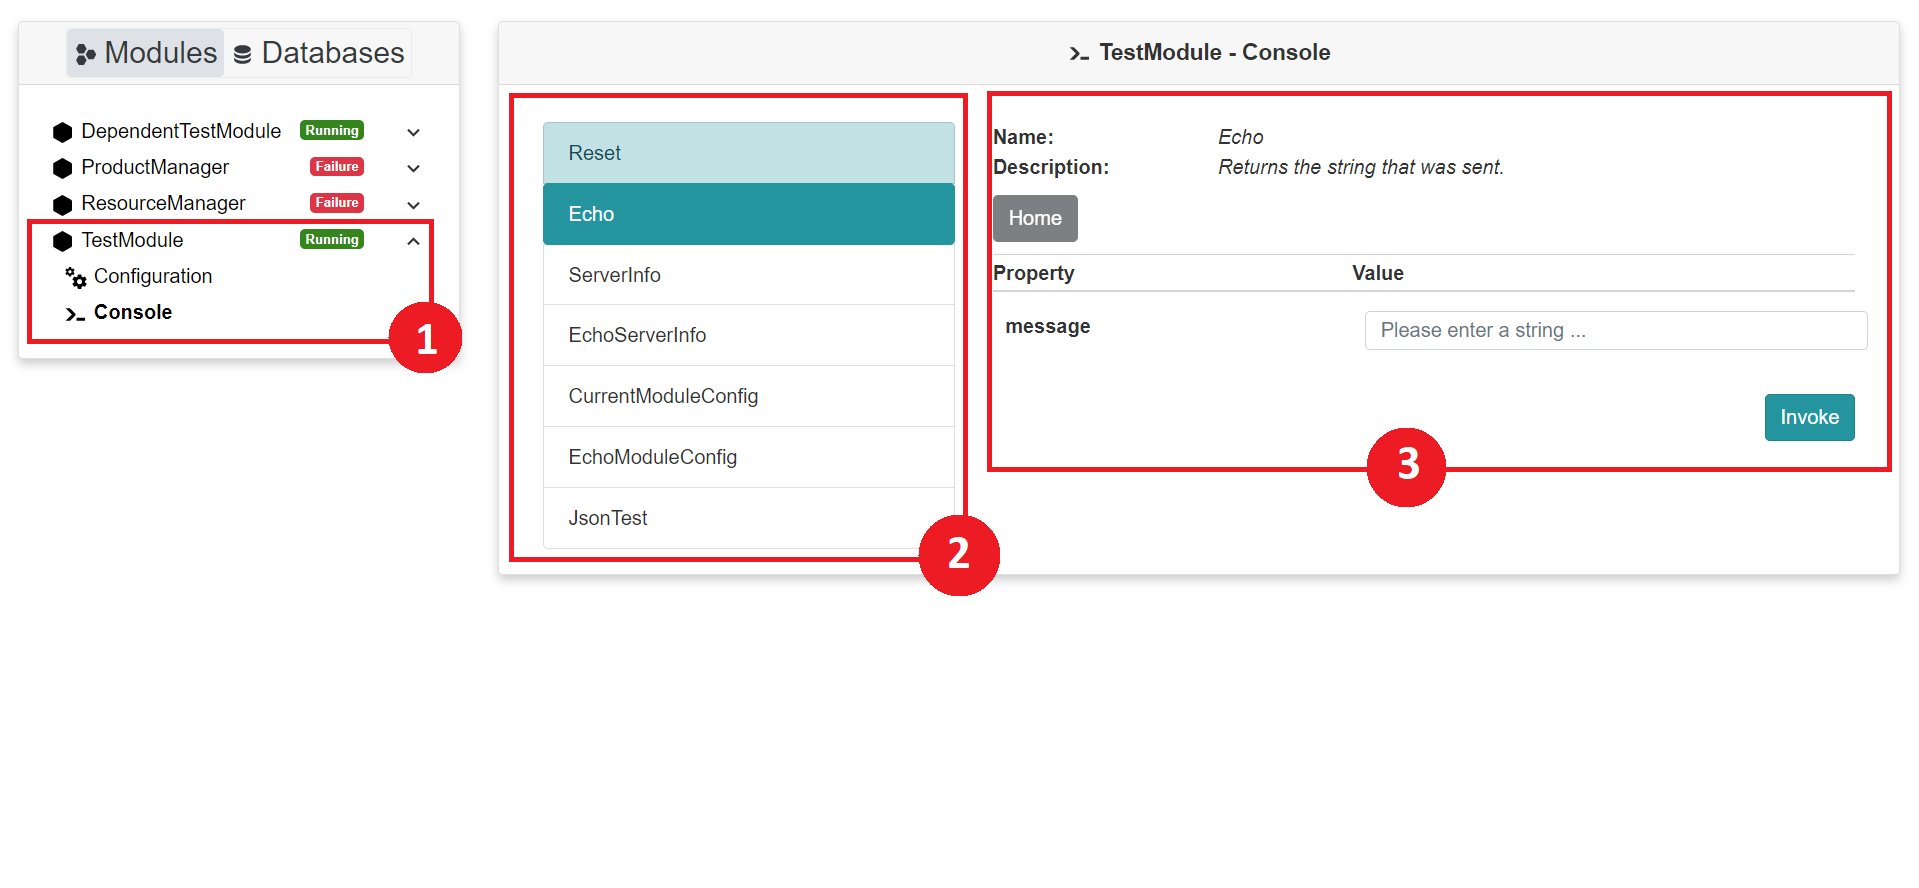 Modules Databases
DependentTestModule Running
ProductManager Failure
ResourceManager Failure
TestModule Running
Configuration
Console
1
TestModule - Console
Reset
Echo
ServerInfo
EchoServerInfo
CurrentModuleConfig
EchoModuleConfig
JsonTest
2
Name: Echo
Description: Returns the string that was sent.
Home
Property Value
message Please enter a string ...
Invoke
3